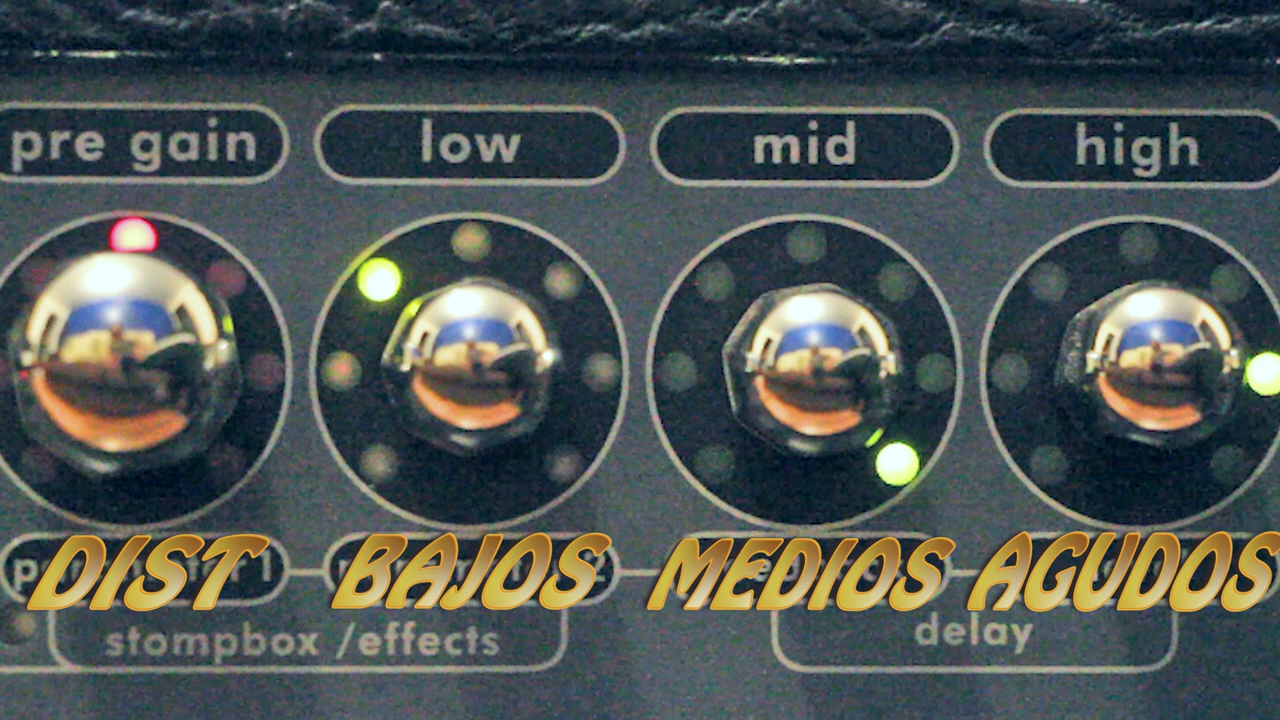 pre gain low mid high
DIST BAJOS MEDIOS AGUDOS
stompbox /effects delay